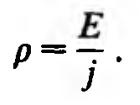 ρ = E/j .